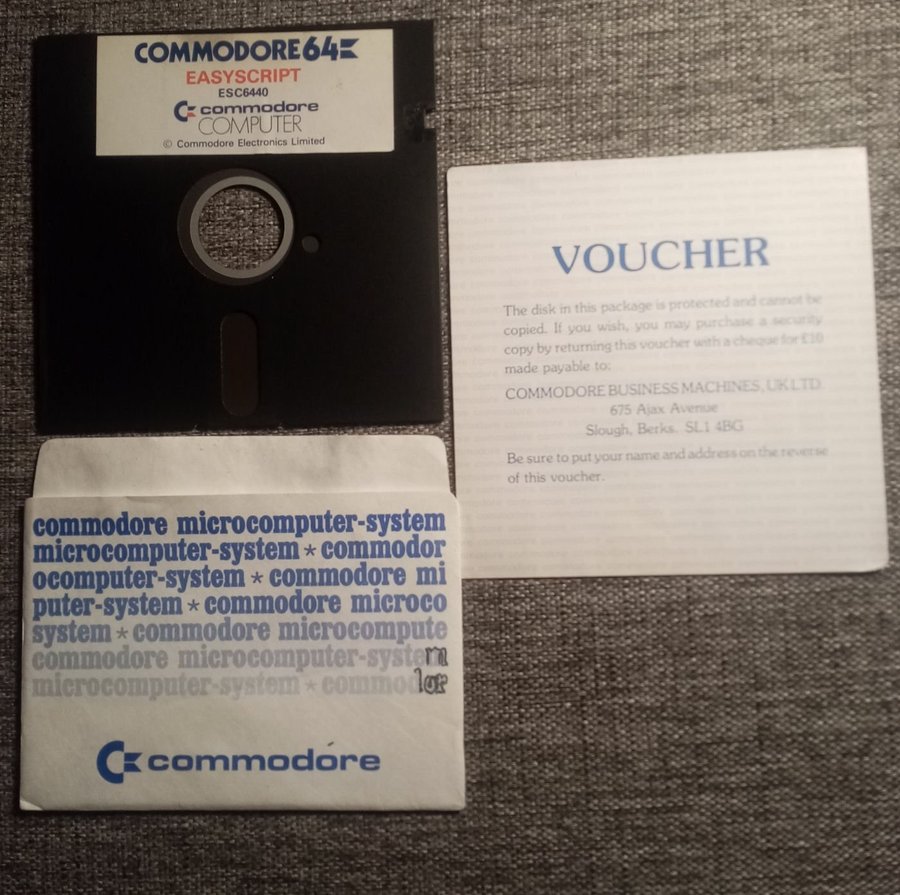 COMMODORE 64
EASYSCRIPT
ESC6440
commodore
COMPUTER
© Commodore Electronics Limited
VOUCHER
The disk in this package is protected and cannot be
copied. If you wish, you may purchase a security
copy by returning this voucher with a cheque for £10
made payable to:
COMMODORE BUSINESS MACHINES, UK LTD.
675 Ajax Avenue
Slough, Berks. SL1 4BG
Be sure to put your name and address on the reverse
of this voucher.
commodore microcomputer-system
microcomputer-system * commodor
ocomputer-system * commodore mi
puter-system * commodore microco
system * commodore microcompute
commodore microcomputer-system
microcomputer-system * commodor
commodore